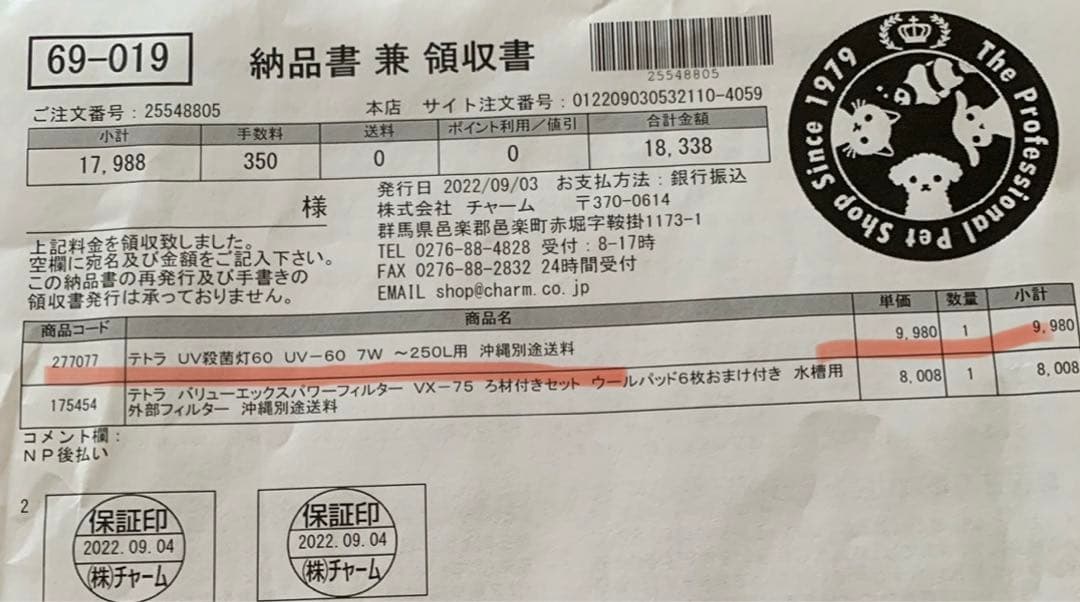 69-019
納品書 兼 領収書
25548805
The Professional Pet Shop Since 1979
ご注文番号：25548805
本店 サイト注文番号：012209030532110-4059
小計 手数料 送料 ポイント利用／値引 合計金額
17,988 350 0 0 18,338
様
発行日 2022/09/03 お支払方法：銀行振込
株式会社 チャーム 〒370-0614
群馬県邑楽郡邑楽町赤堀字鞍掛1173-1
TEL 0276-88-4828 受付：8-17時
FAX 0276-88-2832 24時間受付
EMAIL shop@charm.co.jp
上記料金を領収致しました。
空欄に宛名及び金額をご記入下さい。
この納品書の再発行及び手書きの
領収書発行は承っておりません。
商品コード 商品名 単価 数量 小計
277077 テトラ UV殺菌灯60 UV-60 7W ～250L用 沖縄別途送料 9,980 1 9,980
175454 テトラ バリューエックスパワーフィルター VX-75 ろ材付きセット ウールパッド6枚おまけ付き 水槽用 8,008 1 8,008
外部フィルター 沖縄別途送料
コメント欄：
NP後払い
2
保証印
2022.09.04
(株)チャーム
保証印
2022.09.04
(株)チャーム